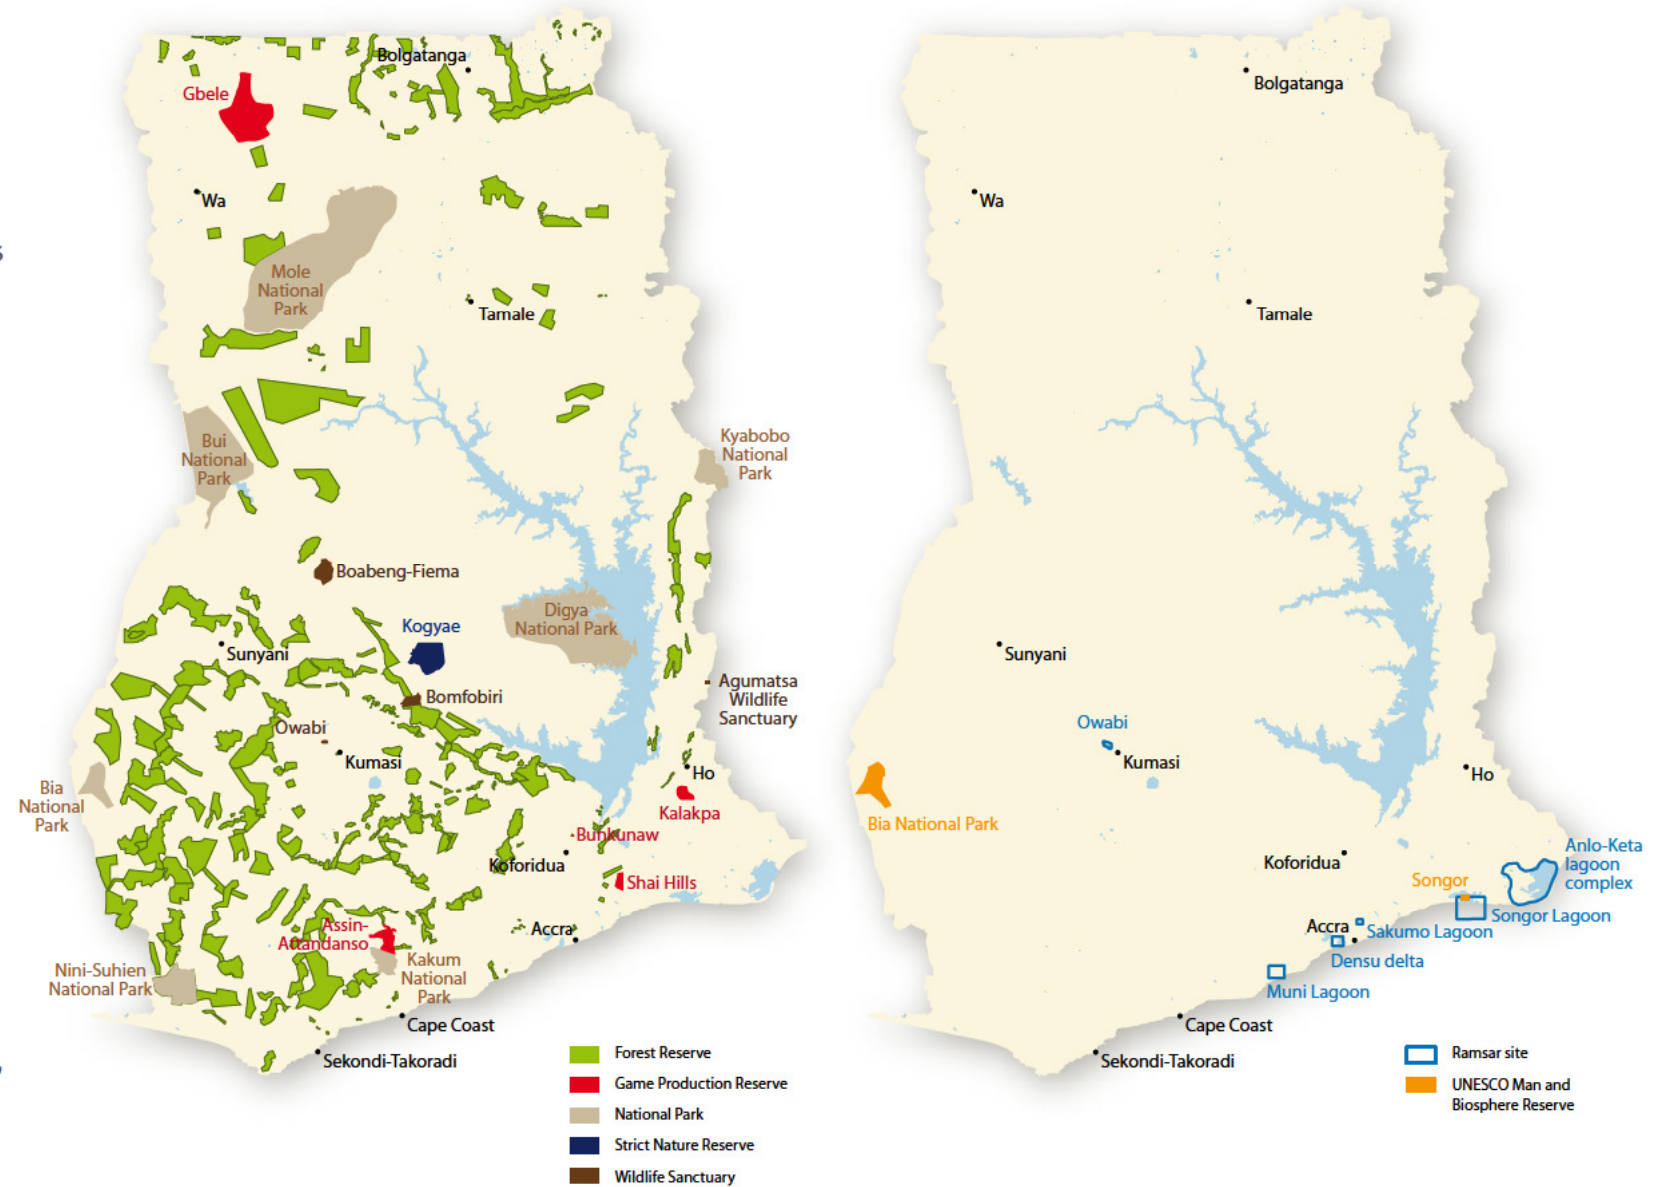 Bolgatanga
Gbele
Wa
Mole
National
Park
Tamale
Bui
National
Park
Kyabobo
National
Park
Boabeng-Fiema
Digya
National Park
Kogyae
Sunyani
Agumatsa
Wildlife
Sanctuary
Bomfobiri
Owabi
Kumasi
Ho
Bia
National
Park
Kalakpa
Bunkunaw
Koforidua
Shai Hills
Assin-
Attandanso
Accra
Kakum
National
Park
Nini-Suhien
National Park
Cape Coast
Sekondi-Takoradi
Forest Reserve
Game Production Reserve
National Park
Strict Nature Reserve
Wildlife Sanctuary
Bolgatanga
Wa
Tamale
Sunyani
Owabi
Kumasi
Ho
Bia National Park
Koforidua
Anlo-Keta
lagoon
complex
Songor
Songor Lagoon
Accra
Sakumo Lagoon
Densu delta
Muni Lagoon
Cape Coast
Sekondi-Takoradi
Ramsar site
UNESCO Man and
Biosphere Reserve